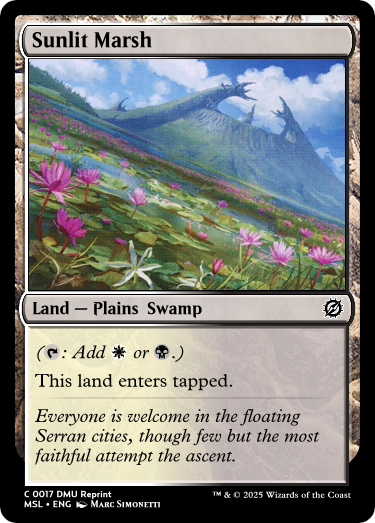 Sunlit Marsh
Land — Plains Swamp
(: Add or .)
This land enters tapped.
Everyone is welcome in the floating
Serran cities, though few but the most
faithful attempt the ascent.
C 0017 DMU Reprint
MSL • ENG Marc Simonetti
™ & © 2025 Wizards of the Coast